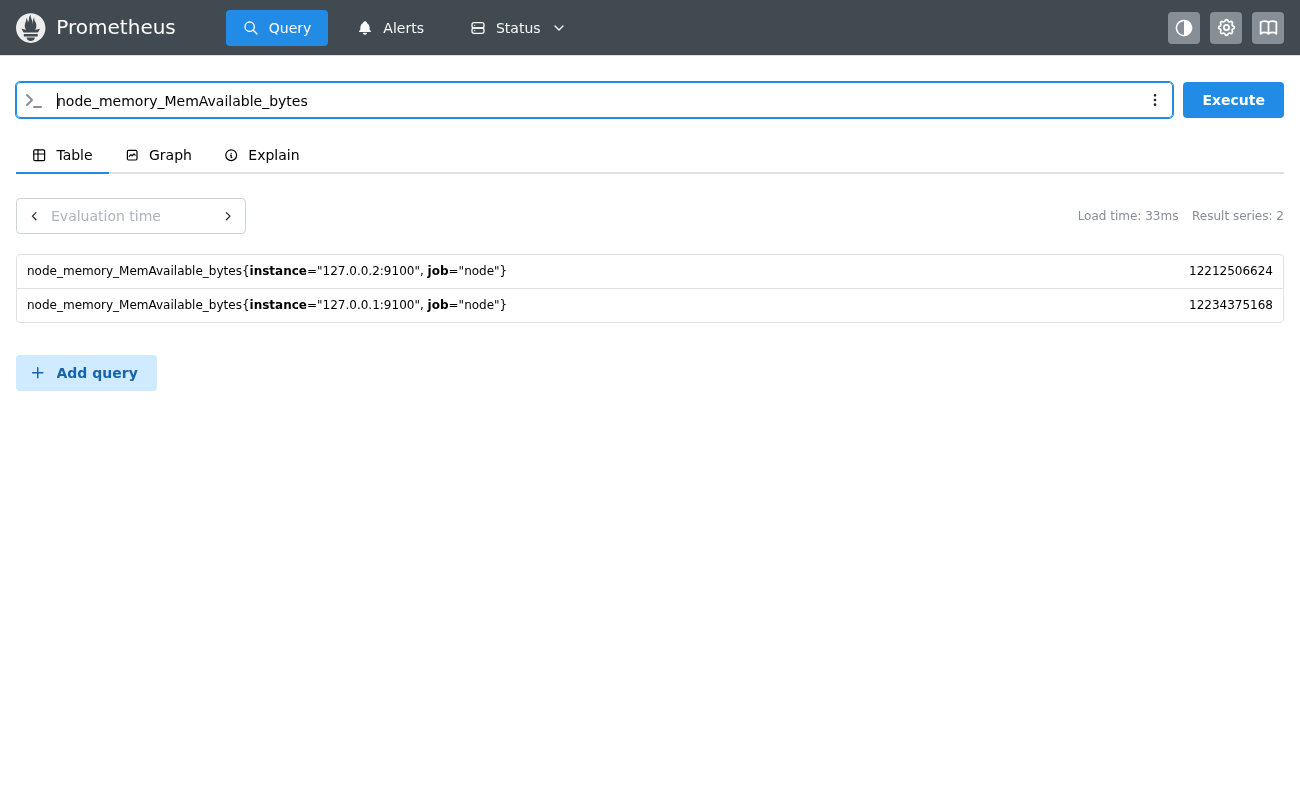 Prometheus Query Alerts Status
node_memory_MemAvailable_bytes Execute
Table Graph Explain
Evaluation time Load time: 33ms Result series: 2
node_memory_MemAvailable_bytes{instance="127.0.0.2:9100", job="node"} 12212506624
node_memory_MemAvailable_bytes{instance="127.0.0.1:9100", job="node"} 12234375168
Add query